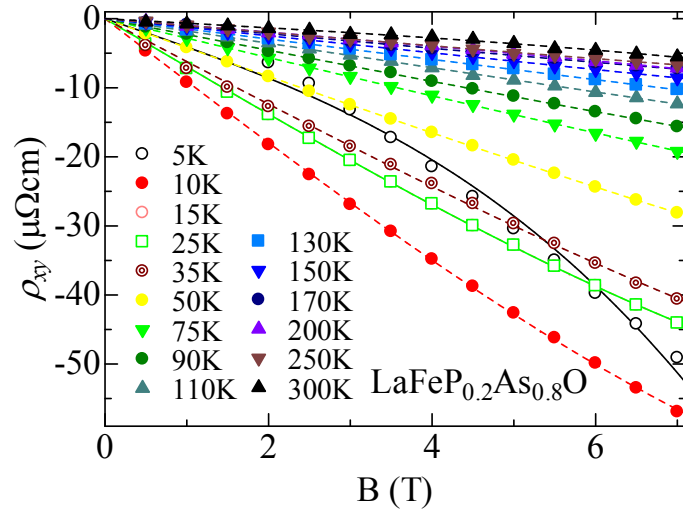 0
-10
-20
-30
-40
-50
ρxy (μΩcm)
5K
10K
15K
25K
35K
50K
75K
90K
110K
130K
150K
170K
200K
250K
300K
LaFeP0.2As0.8O
0 2 4 6
B (T)